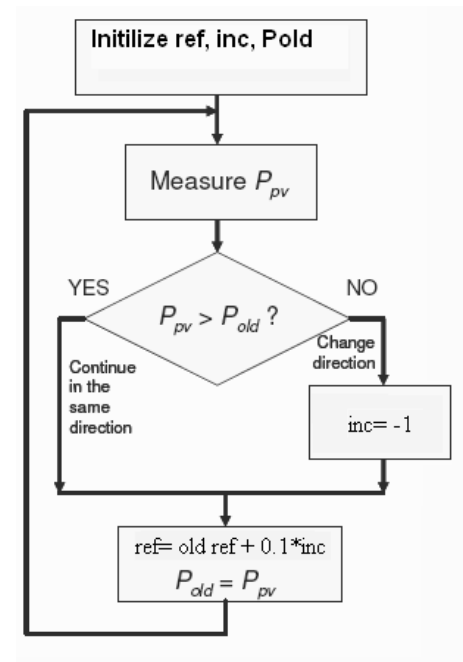 Initilize ref, inc, Pold
Measure Ppv
YES
NO
Ppv > Pold ?
Change
direction
Continue
in the
same
direction
inc= -1
ref= old ref + 0.1*inc
Pold = Ppv